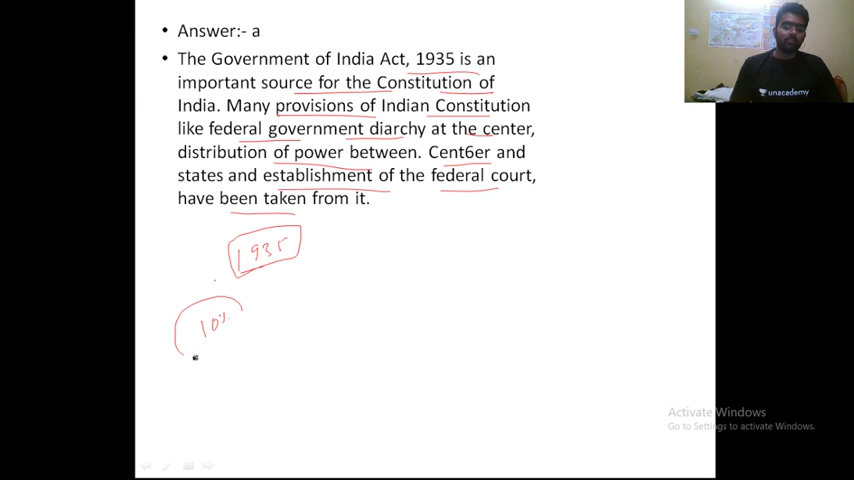 • Answer:- a
• The Government of India Act, 1935 is an
important source for the Constitution of
India. Many provisions of Indian Constitution
like federal government diarchy at the center,
distribution of power between. Cent6er and
states and establishment of the federal court,
have been taken from it.
1935
10%
unacademy
Activate Windows
Go to Settings to activate Windows.